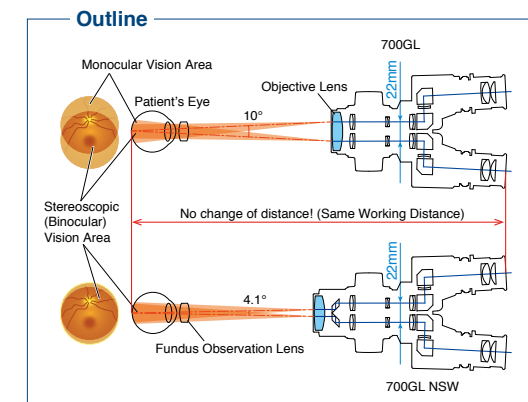 Outline
700GL
Monocular Vision Area
22mm
Objective Lens
Patient's Eye
10°
Stereoscopic
(Binocular)
Vision Area
No change of distance! (Same Working Distance)
22mm
4.1°
Fundus Observation Lens
700GL NSW